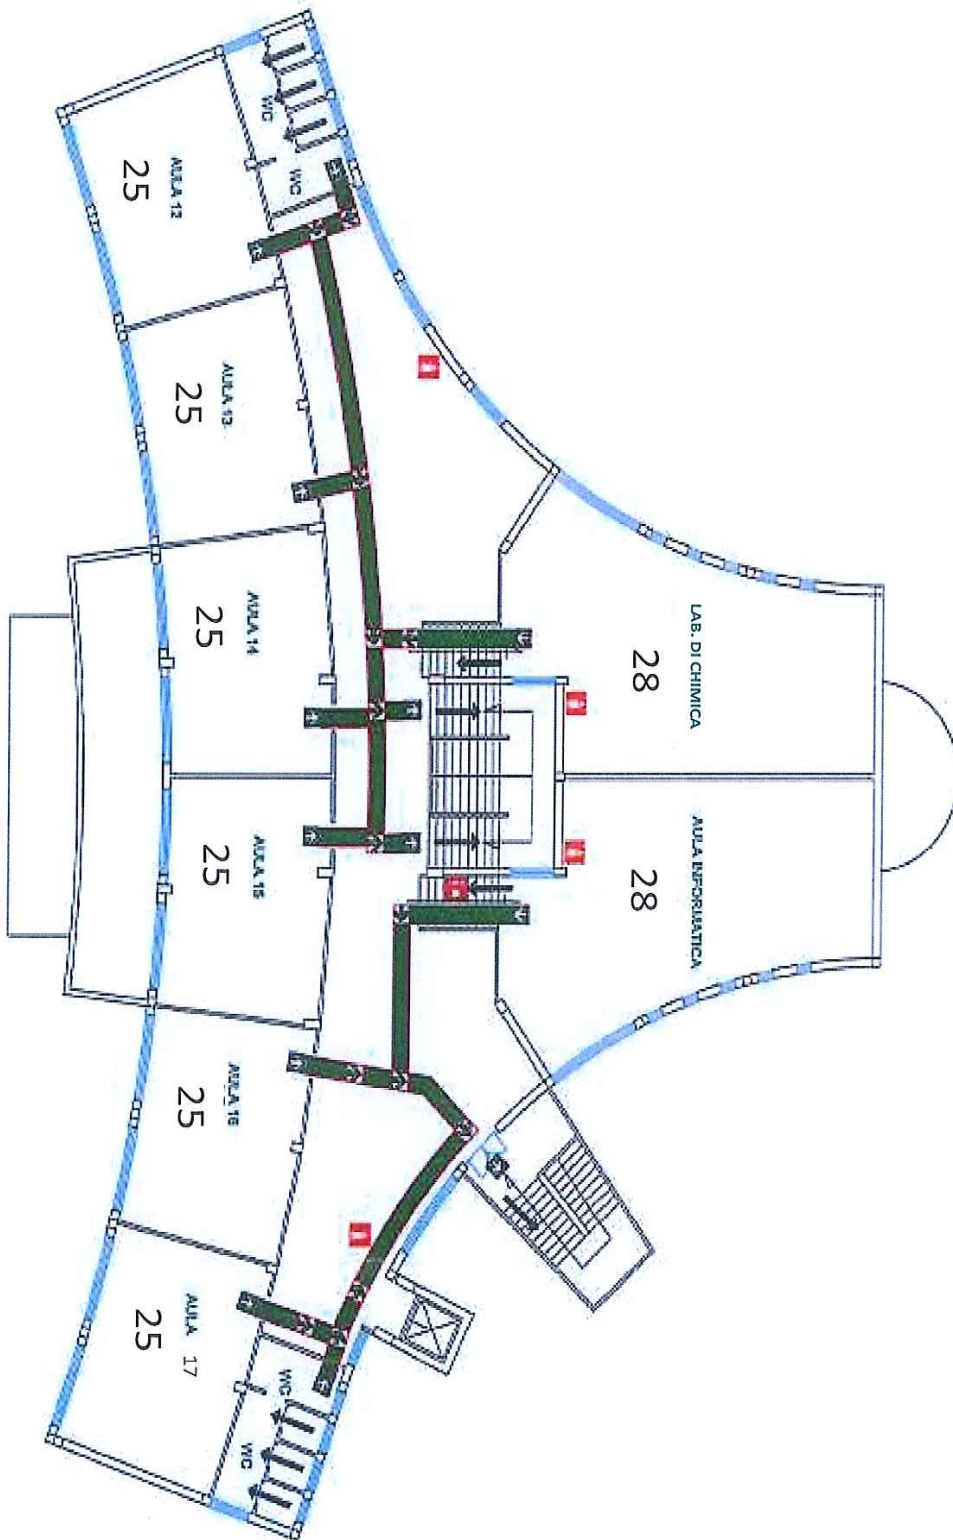 WC
WC
AULA 12
25
AULA 13
25
AULA 14
25
LAB. DI CHIMICA
28
AULA 15
25
AULA INFORMATICA
28
AULA 16
25
AULA 17
25
WC
WC